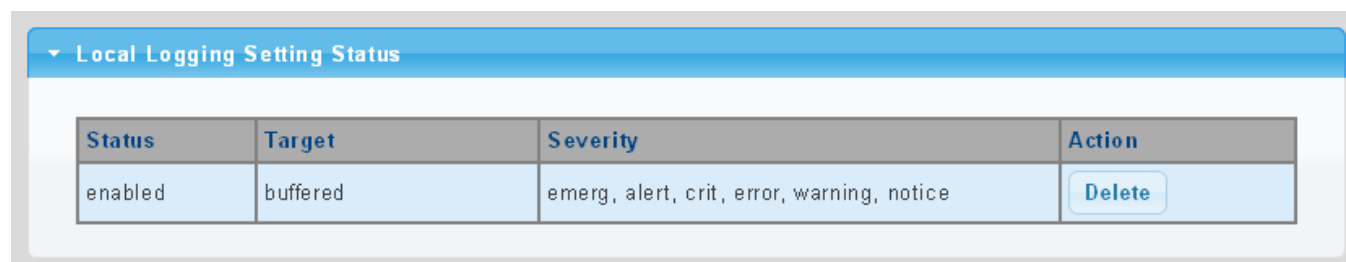 Local Logging Setting Status
Status Target Severity Action
enabled buffered emerg, alert, crit, error, warning, notice Delete